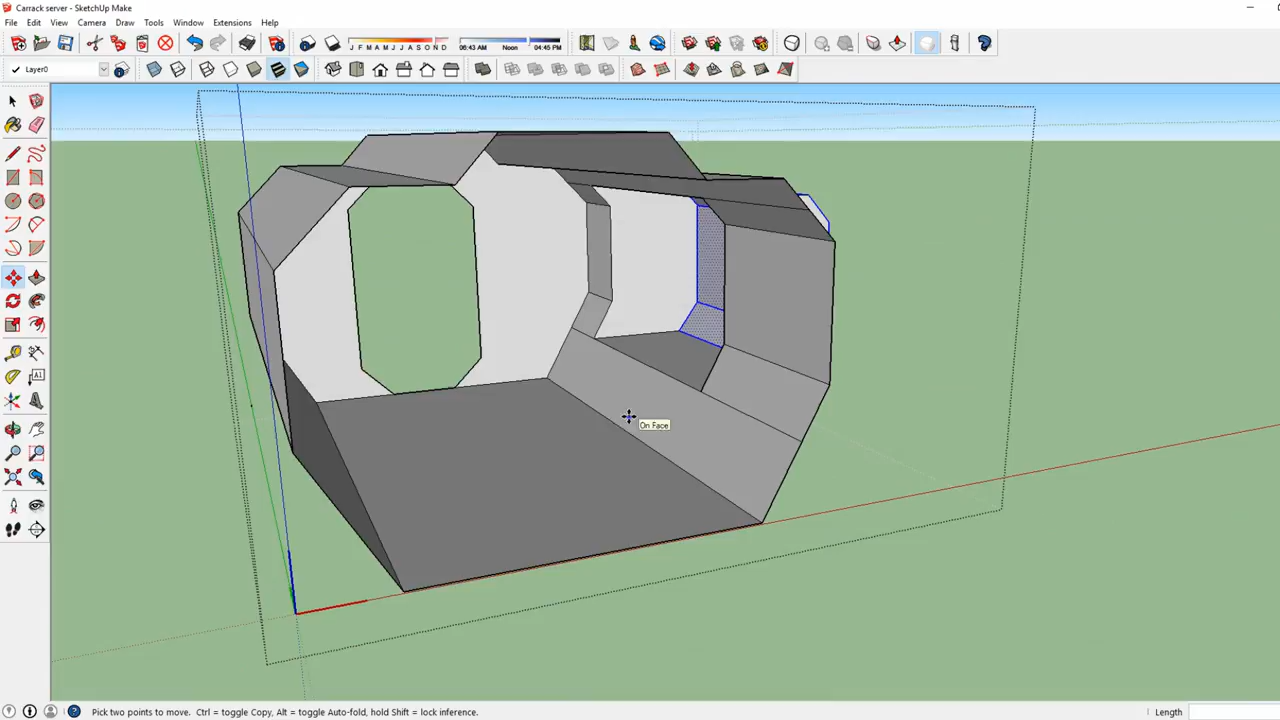 Carrack server - SketchUp Make
File Edit View Camera Draw Tools Window Extensions Help
J F M A M J J A S O N D 06:43 AM Noon 04:45 PM
Layer0
A1
On Face
Pick two points to move. Ctrl = toggle Copy, Alt = toggle Auto-fold, hold Shift = lock inference. Length